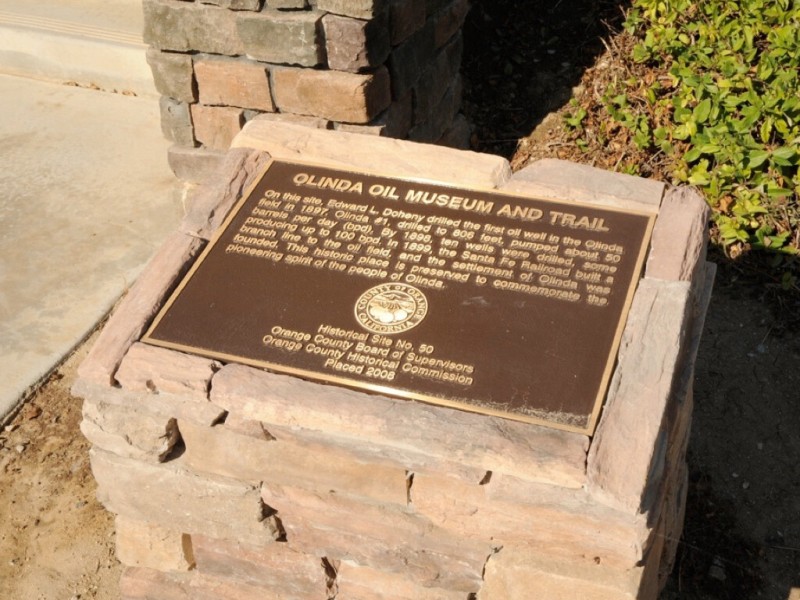 OLINDA OIL MUSEUM AND TRAIL
On this site, Edward L. Doheny drilled the first oil well in the Olinda
field in 1897. Olinda #1, drilled to 806 feet, pumped about 50
barrels per day (bpd). By 1898, ten wells were drilled, some
producing up to 100 bpd. In 1899, the Santa Fe Railroad built a
branch line to the oil field, and the settlement of Olinda was
founded. This historic place is preserved to commemorate the
pioneering spirit of the people of Olinda.
COUNTY OF ORANGE
CALIFORNIA
Historical Site No. 50
Orange County Board of Supervisors
Orange County Historical Commission
Placed 2008